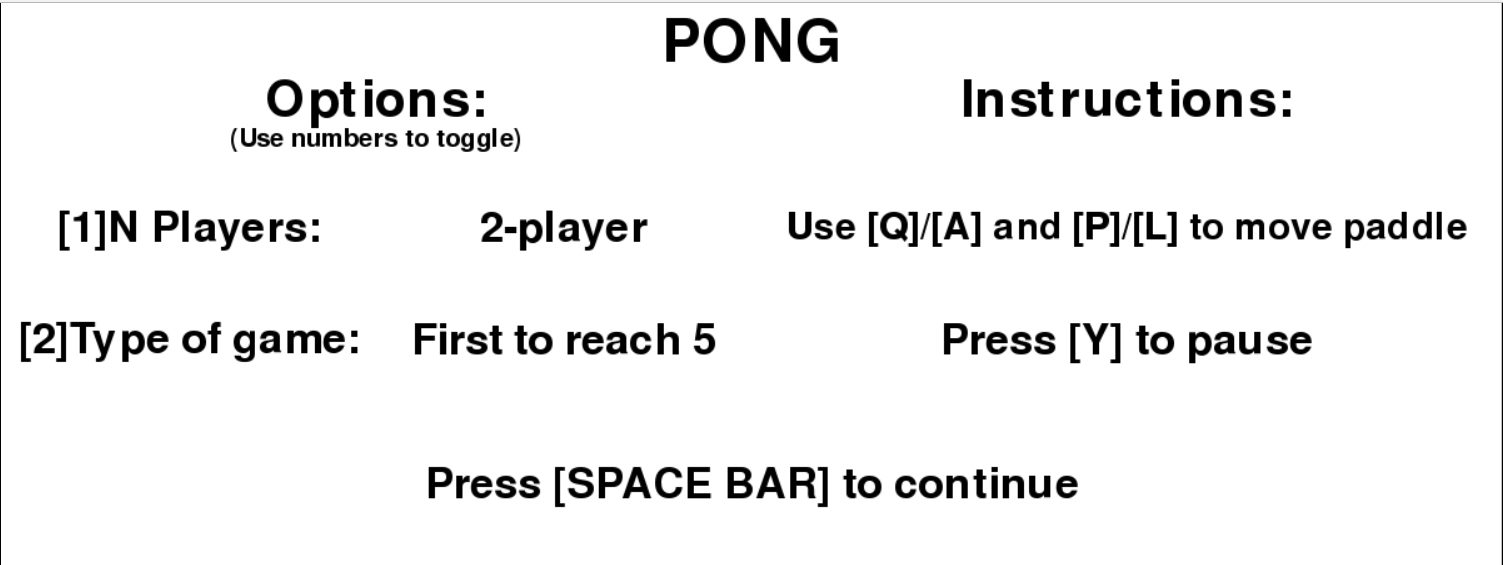 PONG
Options:
Instructions:
(Use numbers to toggle)
[1]N Players: 2-player
Use [Q]/[A] and [P]/[L] to move paddle
[2]Type of game: First to reach 5
Press [Y] to pause
Press [SPACE BAR] to continue